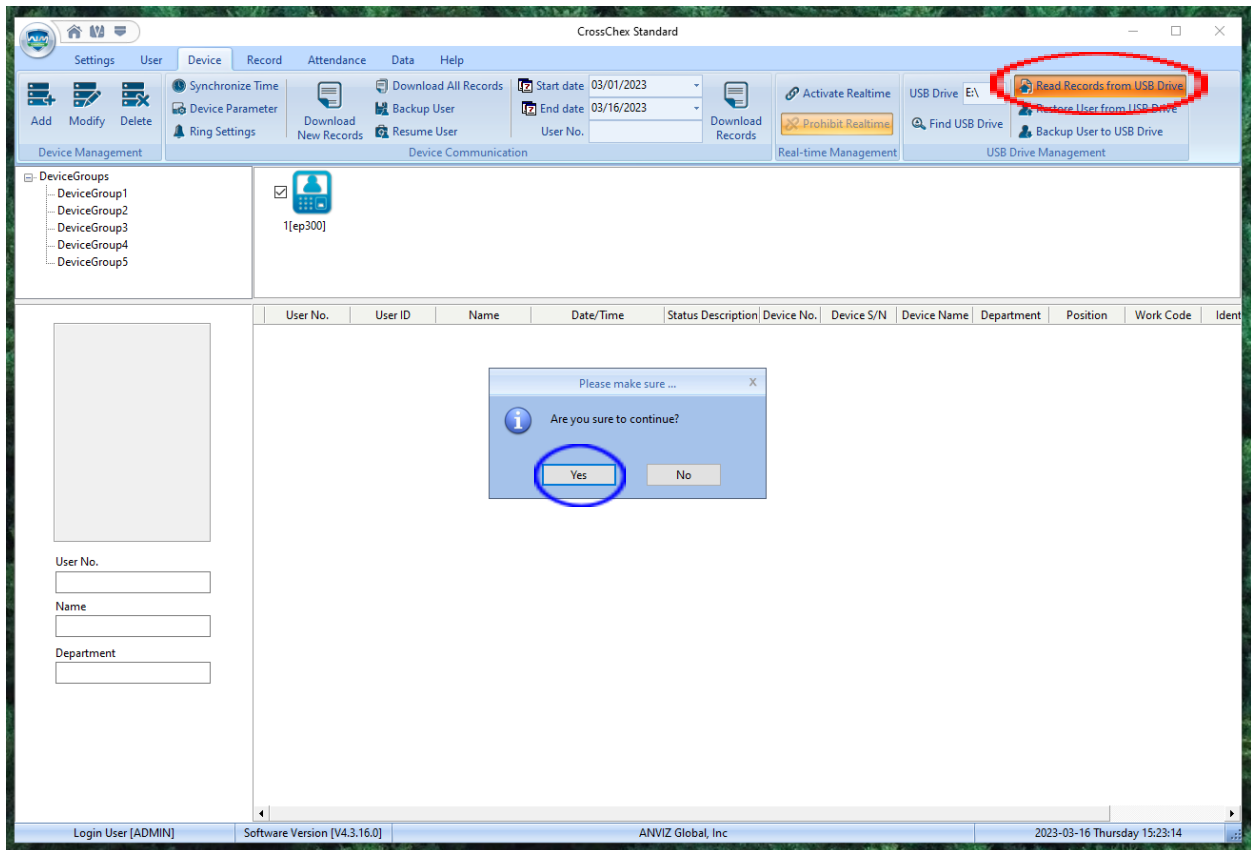 CrossChex Standard
Settings User Device Record Attendance Data Help
Add Modify Delete
Device Management
Synchronize Time
Device Parameter
Ring Settings
Download
New Records
Download All Records
Backup User
Resume User
Start date 03/01/2023
End date 03/16/2023
User No.
Download
Records
Device Communication
Activate Realtime
Prohibit Realtime
Real-time Management
USB Drive E:\
Find USB Drive
Read Records from USB Drive
Restore User from USB Drive
Backup User to USB Drive
USB Drive Management
DeviceGroups
DeviceGroup1
DeviceGroup2
DeviceGroup3
DeviceGroup4
DeviceGroup5
1[ep300]
User No. User ID Name Date/Time Status Description Device No. Device S/N Device Name Department Position Work Code Ident
Please make sure ... X
Are you sure to continue?
Yes No
User No.
Name
Department
Login User [ADMIN] Software Version [V4.3.16.0] ANVIZ Global, Inc 2023-03-16 Thursday 15:23:14